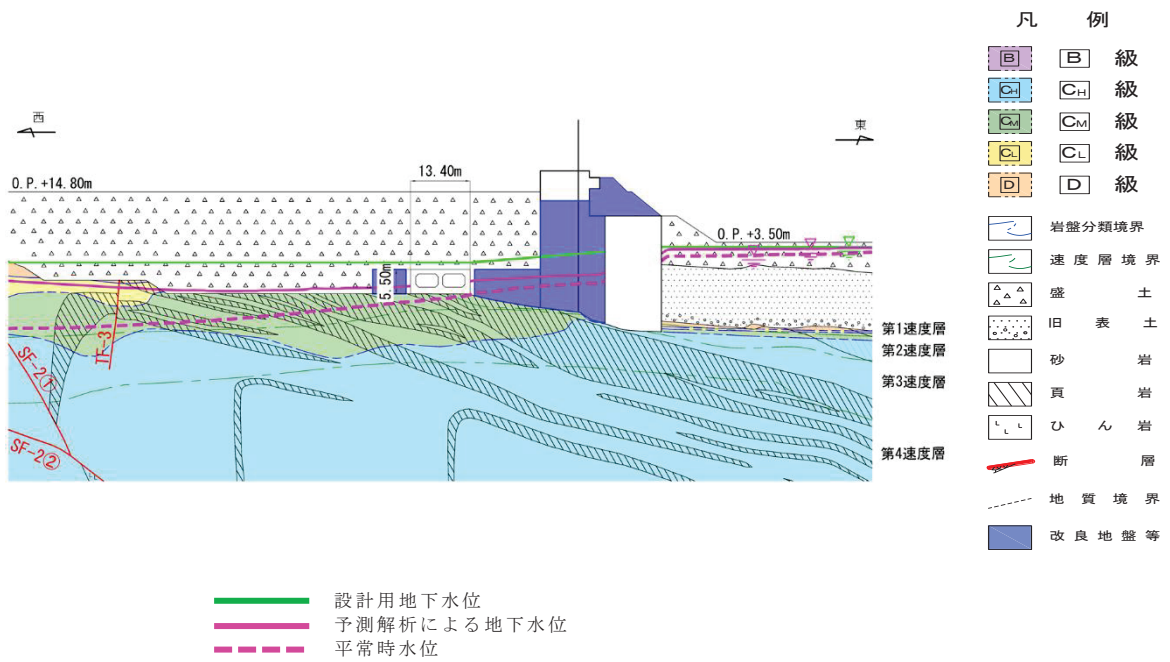 西
東
O.P.+14.80m
13.40m
5.50m
O.P.+3.50m
TF-3
SF-2①
SF-2②
第1速度層
第2速度層
第3速度層
第4速度層
凡 例
B B 級
CH CH 級
CM CM 級
CL CL 級
D D 級
岩盤分類境界
速度層境界
盛 土
旧 表 土
砂 岩
頁 岩
ひ ん 岩
断 層
地 質 境 界
改 良 地 盤 等
設計用地下水位
予測解析による地下水位
平常時水位